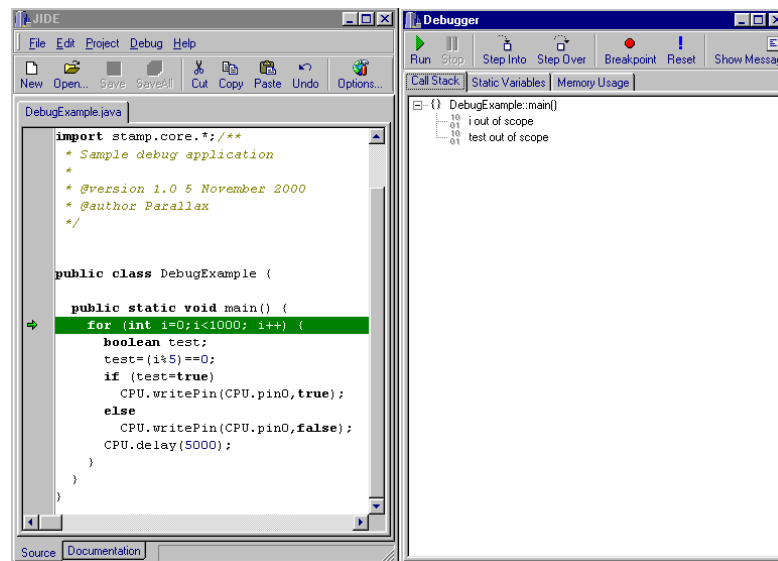 JIDE
File Edit Project Debug Help
New Open... Save SaveAll Cut Copy Paste Undo Options...
DebugExample.java
import stamp.core.*;/**
* Sample debug application
*
* @version 1.0 5 November 2000
* @author Parallax
*/
public class DebugExample {
public static void main() {
for (int i=0;i<1000; i++) {
boolean test;
test=(i%5)==0;
if (test=true)
CPU.writePin(CPU.pin0,true);
else
CPU.writePin(CPU.pin0,false);
CPU.delay(5000);
}
}
}
Source Documentation
Debugger
Run Stop Step Into Step Over Breakpoint Reset Show Messag
Call Stack Static Variables Memory Usage
{} DebugExample::main()
10
01 i out of scope
10
01 test out of scope